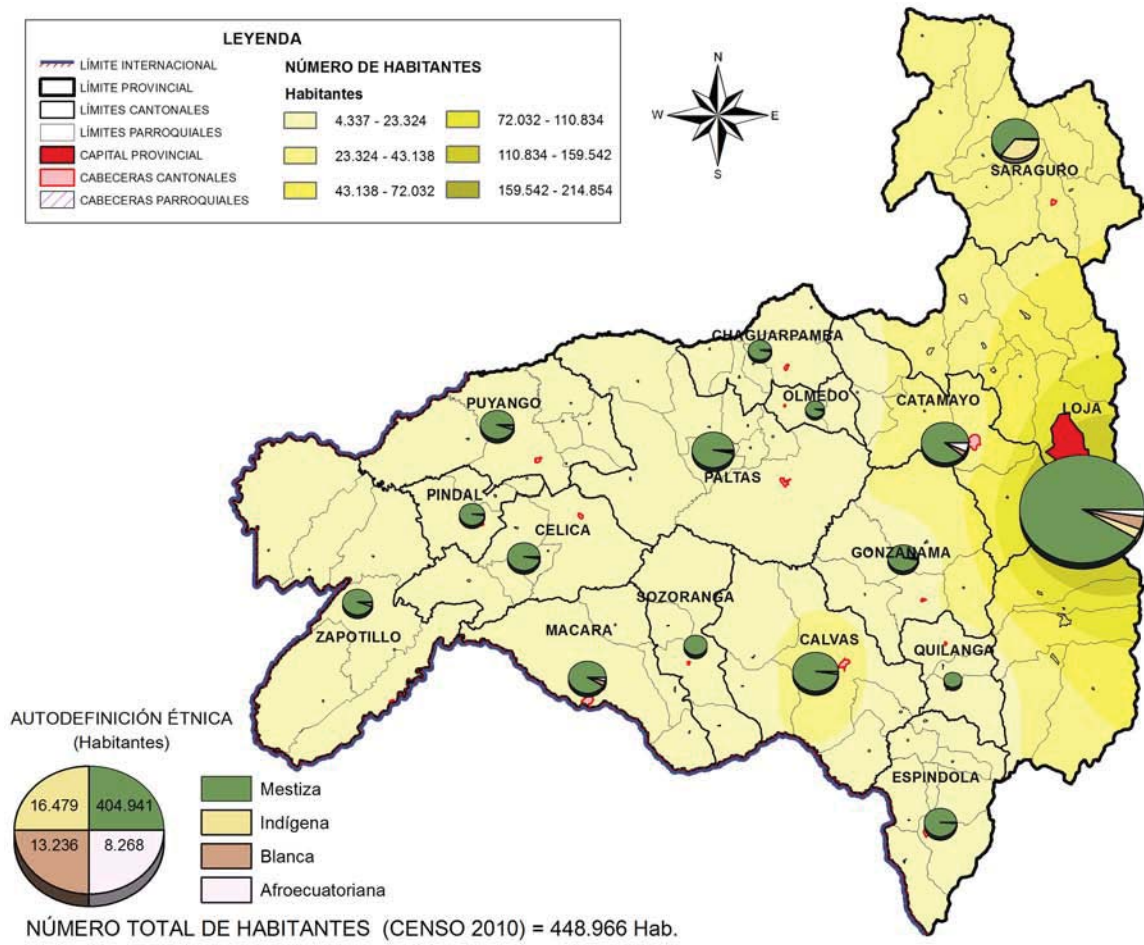 LEYENDA
LÍMITE INTERNACIONAL
LÍMITE PROVINCIAL
LÍMITES CANTONALES
LÍMITES PARROQUIALES
CAPITAL PROVINCIAL
CABECERAS CANTONALES
CABECERAS PARROQUIALES
NÚMERO DE HABITANTES
Habitantes
4.337 - 23.324
23.324 - 43.138
43.138 - 72.032
72.032 - 110.834
110.834 - 159.542
159.542 - 214.854
N
W
E
S
SARAGURO
CHAGUARPAMBA
OLMEDO
CATAMAYO
LOJA
PUYANGO
PALTAS
PINDAL
CELICA
GONZANAMA
SOZORANGA
ZAPOTILLO
MACARA
CALVAS
QUILANGA
ESPINDOLA
AUTODEFINICIÓN ÉTNICA
(Habitantes)
16.479
404.941
13.236
8.268
Mestiza
Indígena
Blanca
Afroecuatoriana
NÚMERO TOTAL DE HABITANTES (CENSO 2010) = 448.966 Hab.